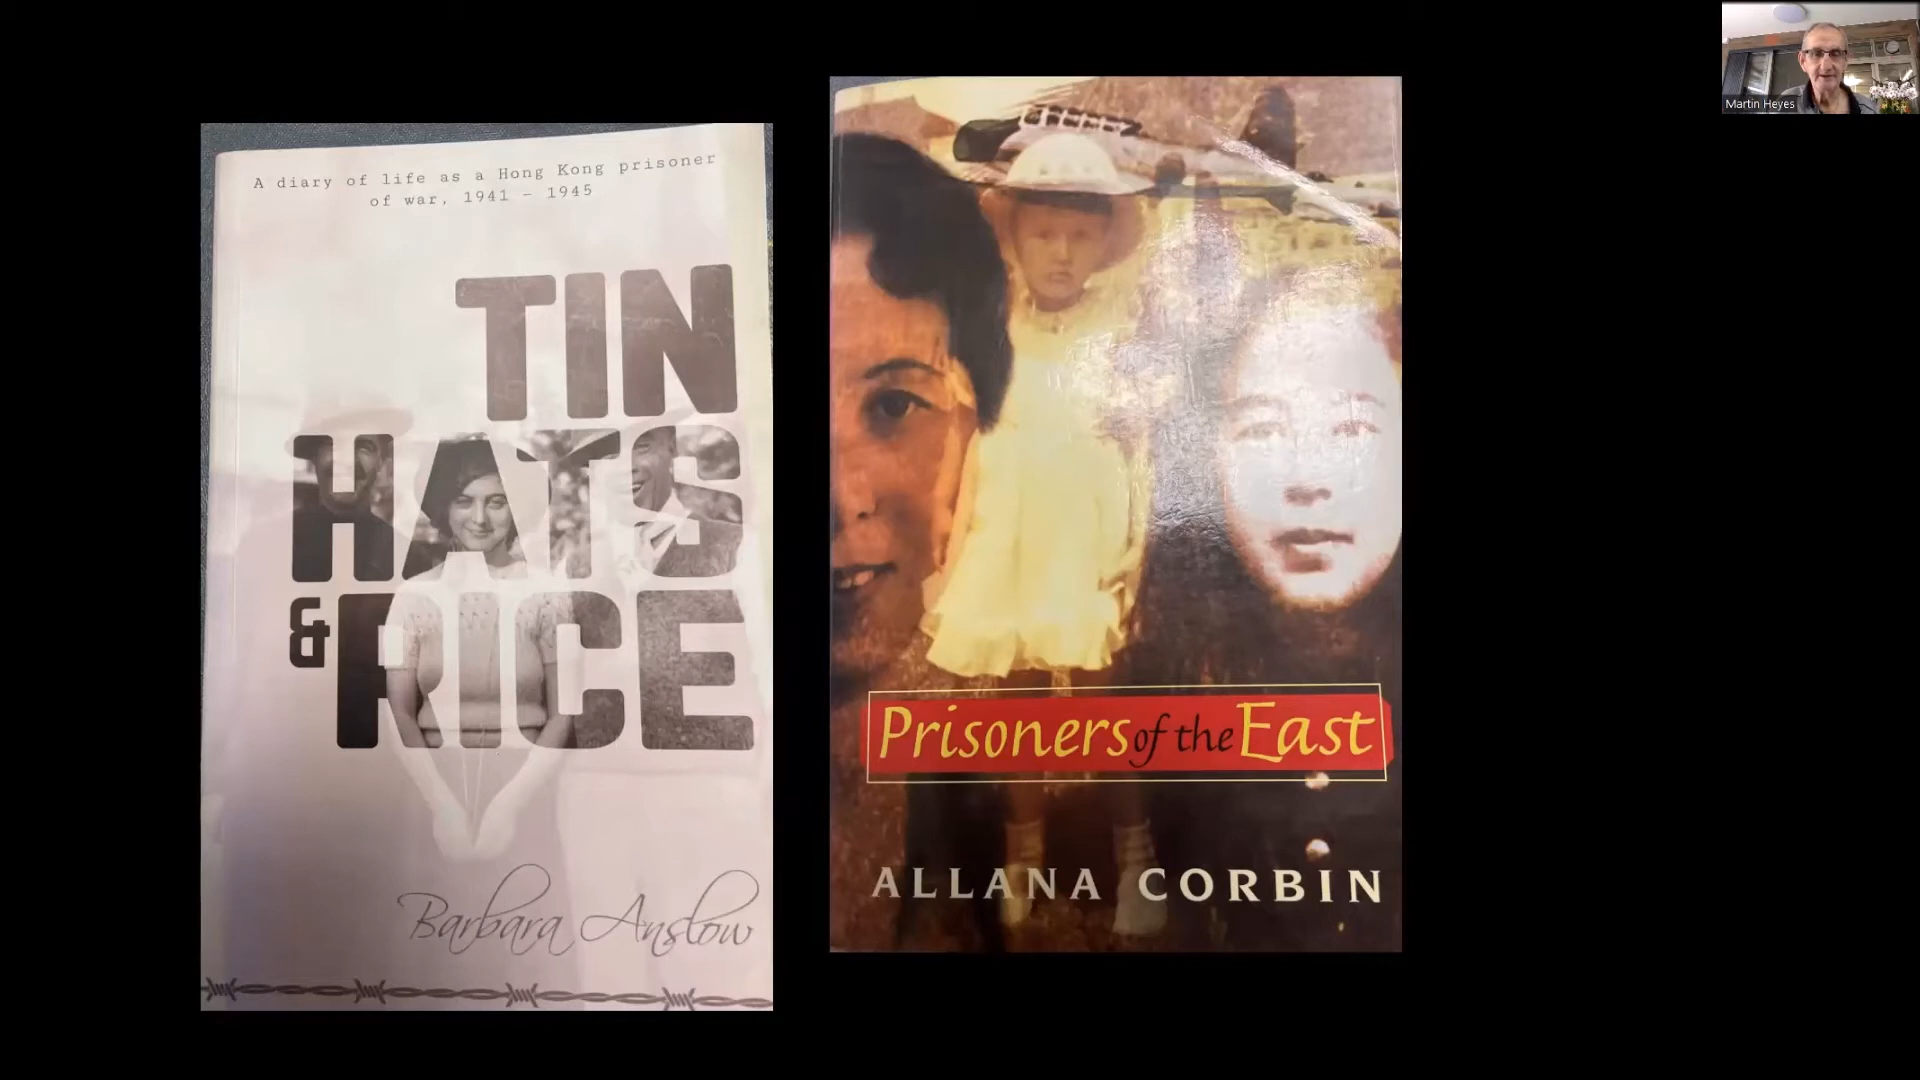 A diary of life as a Hong Kong prisoner
of war, 1941 - 1945
TIN
HATS
& RICE
Barbara Anslow
Prisoners of the East
ALLANA CORBIN
Martin Heyes